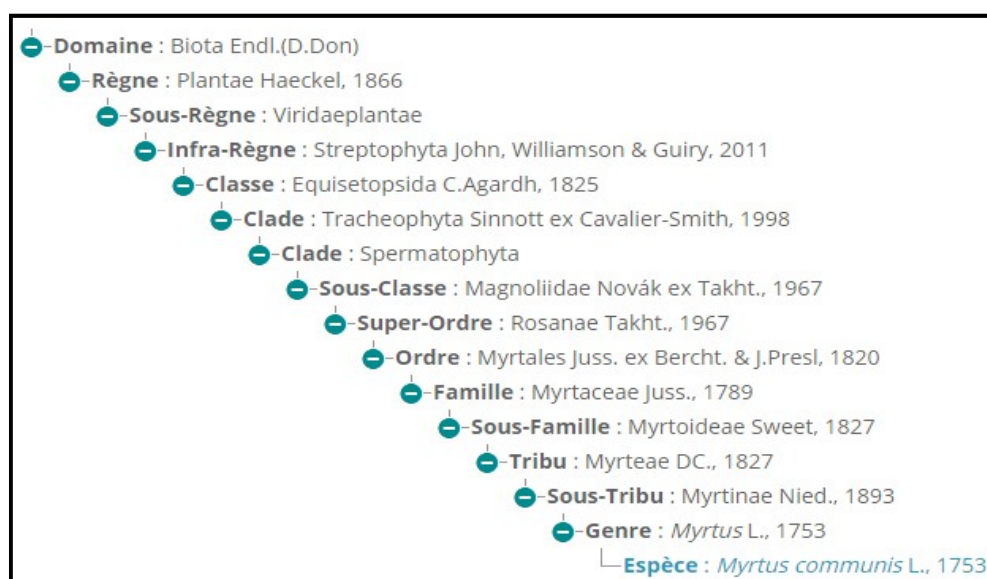 Domaine : Biota Endl.(D.Don)
Règne : Plantae Haeckel, 1866
Sous-Règne : Viridaeplantae
Infra-Règne : Streptophyta John, Williamson & Guiry, 2011
Classe : Equisetopsida C.Agardh, 1825
Clade : Tracheophyta Sinnott ex Cavalier-Smith, 1998
Clade : Spermatophyta
Sous-Classe : Magnoliidae Novák ex Takht., 1967
Super-Ordre : Rosanae Takht., 1967
Ordre : Myrtales Juss. ex Bercht. & J.Presl, 1820
Famille : Myrtaceae Juss., 1789
Sous-Famille : Myrtoideae Sweet, 1827
Tribu : Myrteae DC., 1827
Sous-Tribu : Myrtinae Nied., 1893
Genre : Myrtus L., 1753
Espèce : Myrtus communis L., 1753